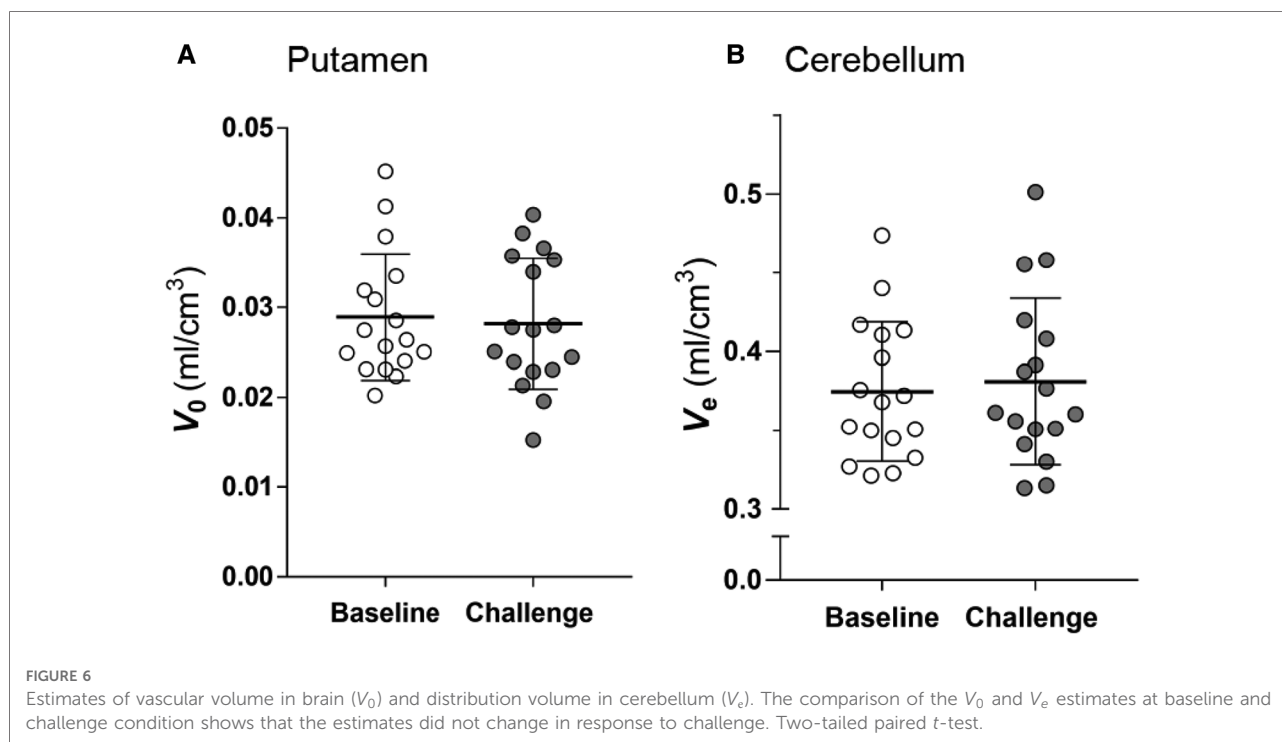 A Putamen
0.05
0.04
0.03
0.02
0.01
0.00
V0 (ml/cm3)
Baseline Challenge
B Cerebellum
0.5
0.4
0.3
0.0
Ve (ml/cm3)
Baseline Challenge
FIGURE 6
Estimates of vascular volume in brain (V0) and distribution volume in cerebellum (Ve). The comparison of the V0 and Ve estimates at baseline and
challenge condition shows that the estimates did not change in response to challenge. Two-tailed paired t-test.